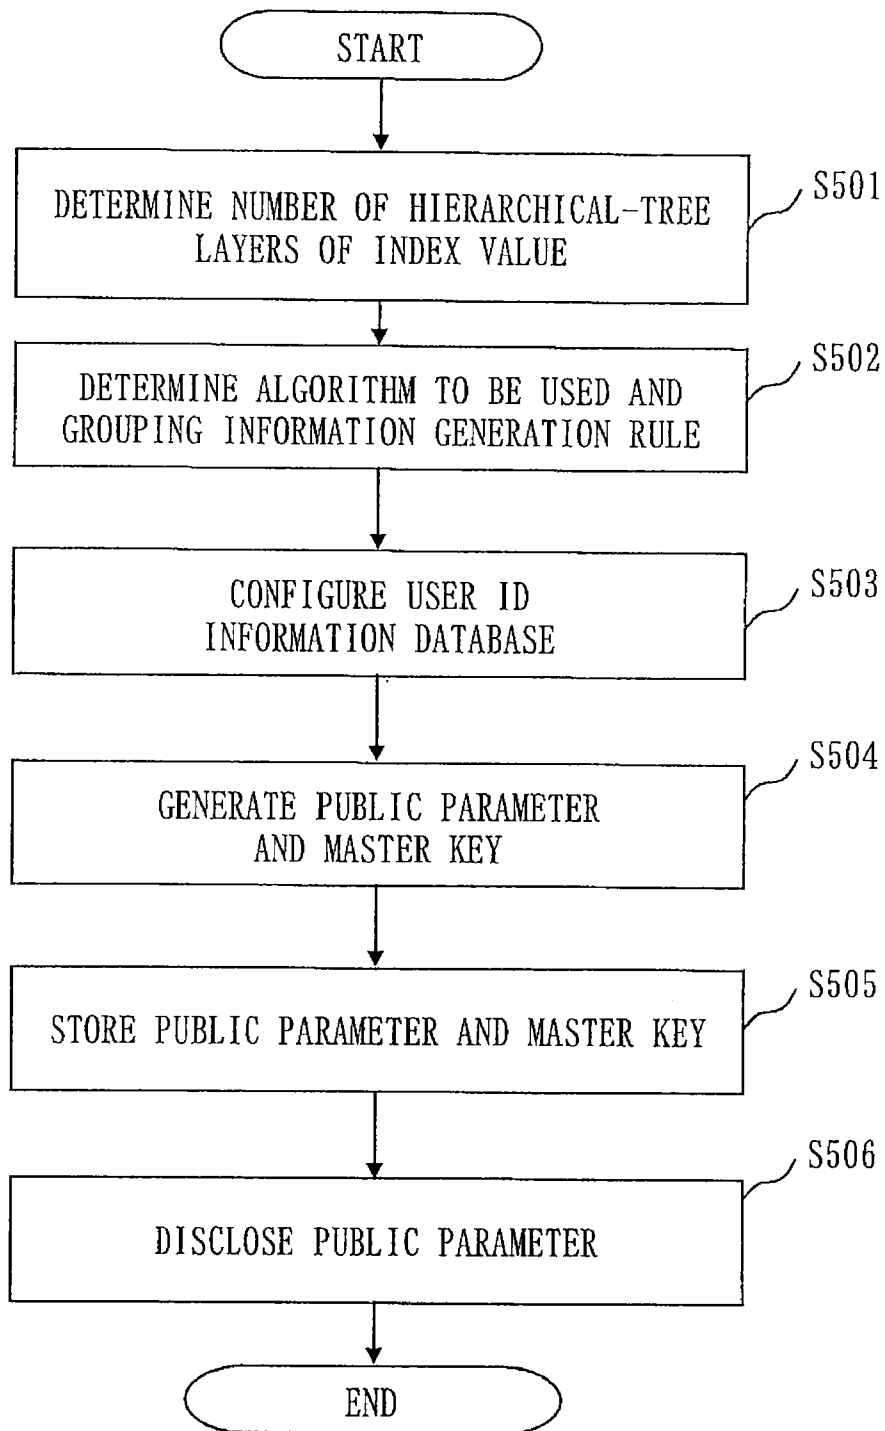 START
DETERMINE NUMBER OF HIERARCHICAL-TREE
LAYERS OF INDEX VALUE
S501
DETERMINE ALGORITHM TO BE USED AND
GROUPING INFORMATION GENERATION RULE
S502
CONFIGURE USER ID
INFORMATION DATABASE
S503
GENERATE PUBLIC PARAMETER
AND MASTER KEY
S504
STORE PUBLIC PARAMETER AND MASTER KEY
S505
DISCLOSE PUBLIC PARAMETER
S506
END